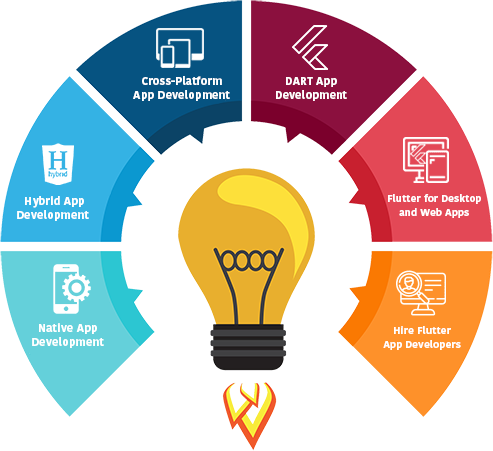 Cross-Platform
App Development
DART App
Development
H
hybrid
Hybrid App
Development
Flutter for Desktop
and Web Apps
Native App
Development
Hire Flutter
App Developers